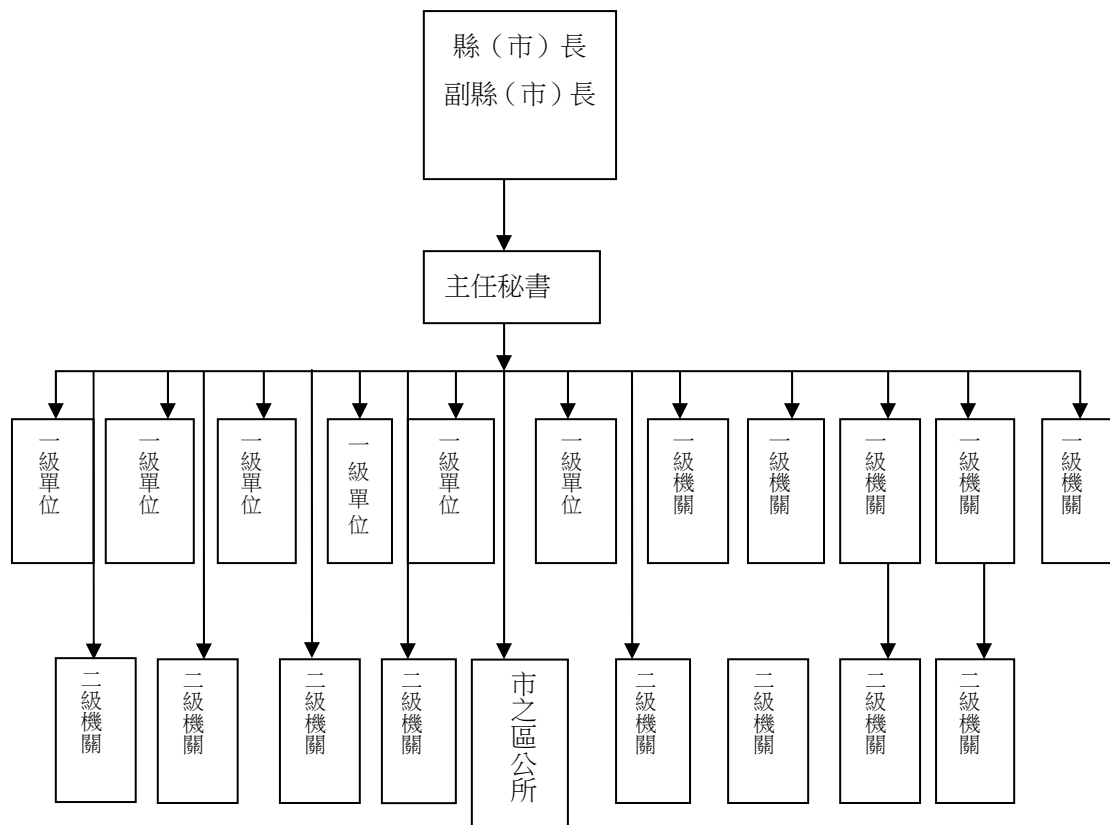 縣（市）長
副縣（市）長
主任秘書
一級單位
一級單位
一級單位
一級單位
一級單位
一級單位
一級機關
一級機關
一級機關
一級機關
一級機關
二級機關
二級機關
二級機關
二級機關
市之區公所
二級機關
二級機關
二級機關
二級機關